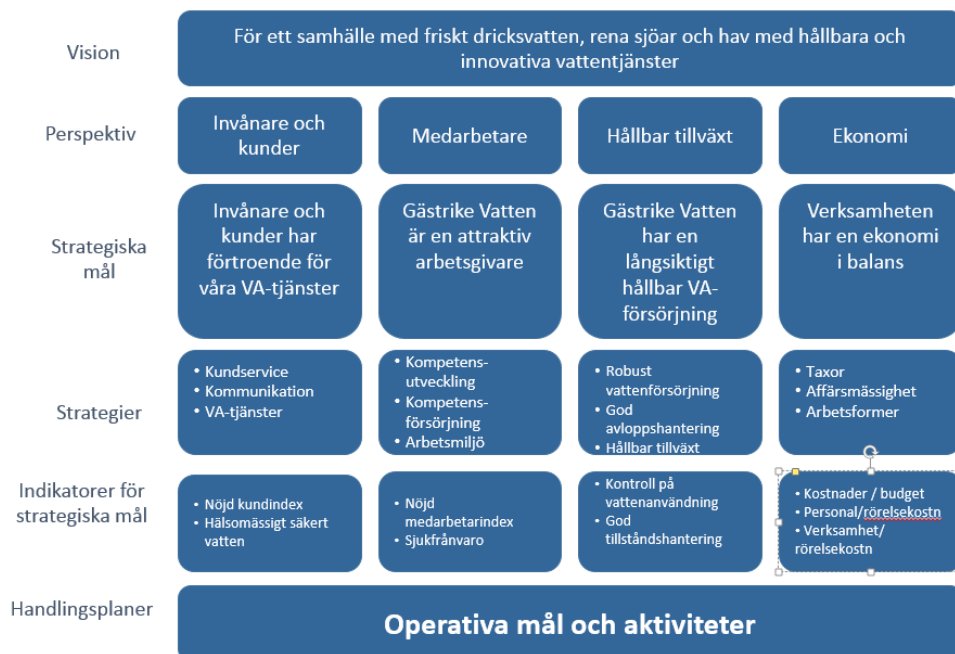 Vision
För ett samhälle med friskt dricksvatten, rena sjöar och hav med hållbara och
innovativa vattentjänster
Perspektiv
Invånare och
kunder
Medarbetare
Hållbar tillväxt
Ekonomi
Strategiska
mål
Invånare och
kunder har
förtroende för
våra VA-tjänster
Gästrike Vatten
är en attraktiv
arbetsgivare
Gästrike Vatten
har en
långsiktigt
hållbar VA-
försörjning
Verksamheten
har en ekonomi
i balans
Strategier
• Kundservice
• Kommunikation
• VA-tjänster
• Kompetens-
utveckling
• Kompetens-
försörjning
• Arbetsmiljö
• Robust
vattenförsörjning
• God
avloppshantering
• Hållbar tillväxt
• Taxor
• Affärsmässighet
• Arbetsformer
Indikatorer för
strategiska mål
• Nöjd kundindex
• Hälsomässigt säkert
vatten
• Nöjd
medarbetarindex
• Sjukfrånvaro
• Kontroll på
vattenanvändning
• God
tillståndshantering
• Kostnader / budget
• Personal/rörelsekostn
• Verksamhet/
rörelsekostn
Handlingsplaner
Operativa mål och aktiviteter